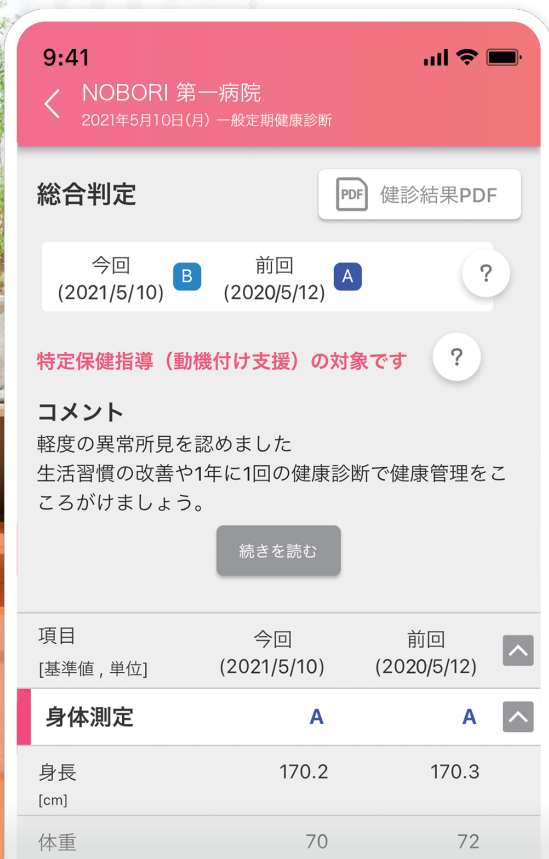 9:41
NOBORI 第一病院
2021年5月10日(月) 一般定期健康診断
総合判定
PDF 健診結果PDF
今回 前回
(2021/5/10) B (2020/5/12) A ?
特定保健指導（動機付け支援）の対象です ?
コメント
軽度の異常所見を認めました
生活習慣の改善や1年に1回の健康診断で健康管理をこ
ころがけましょう。
続きを読む
項目 今回 前回
[基準値 , 単位] (2021/5/10) (2020/5/12)
身体測定 A A
身長 170.2 170.3
[cm]
体重 70 72